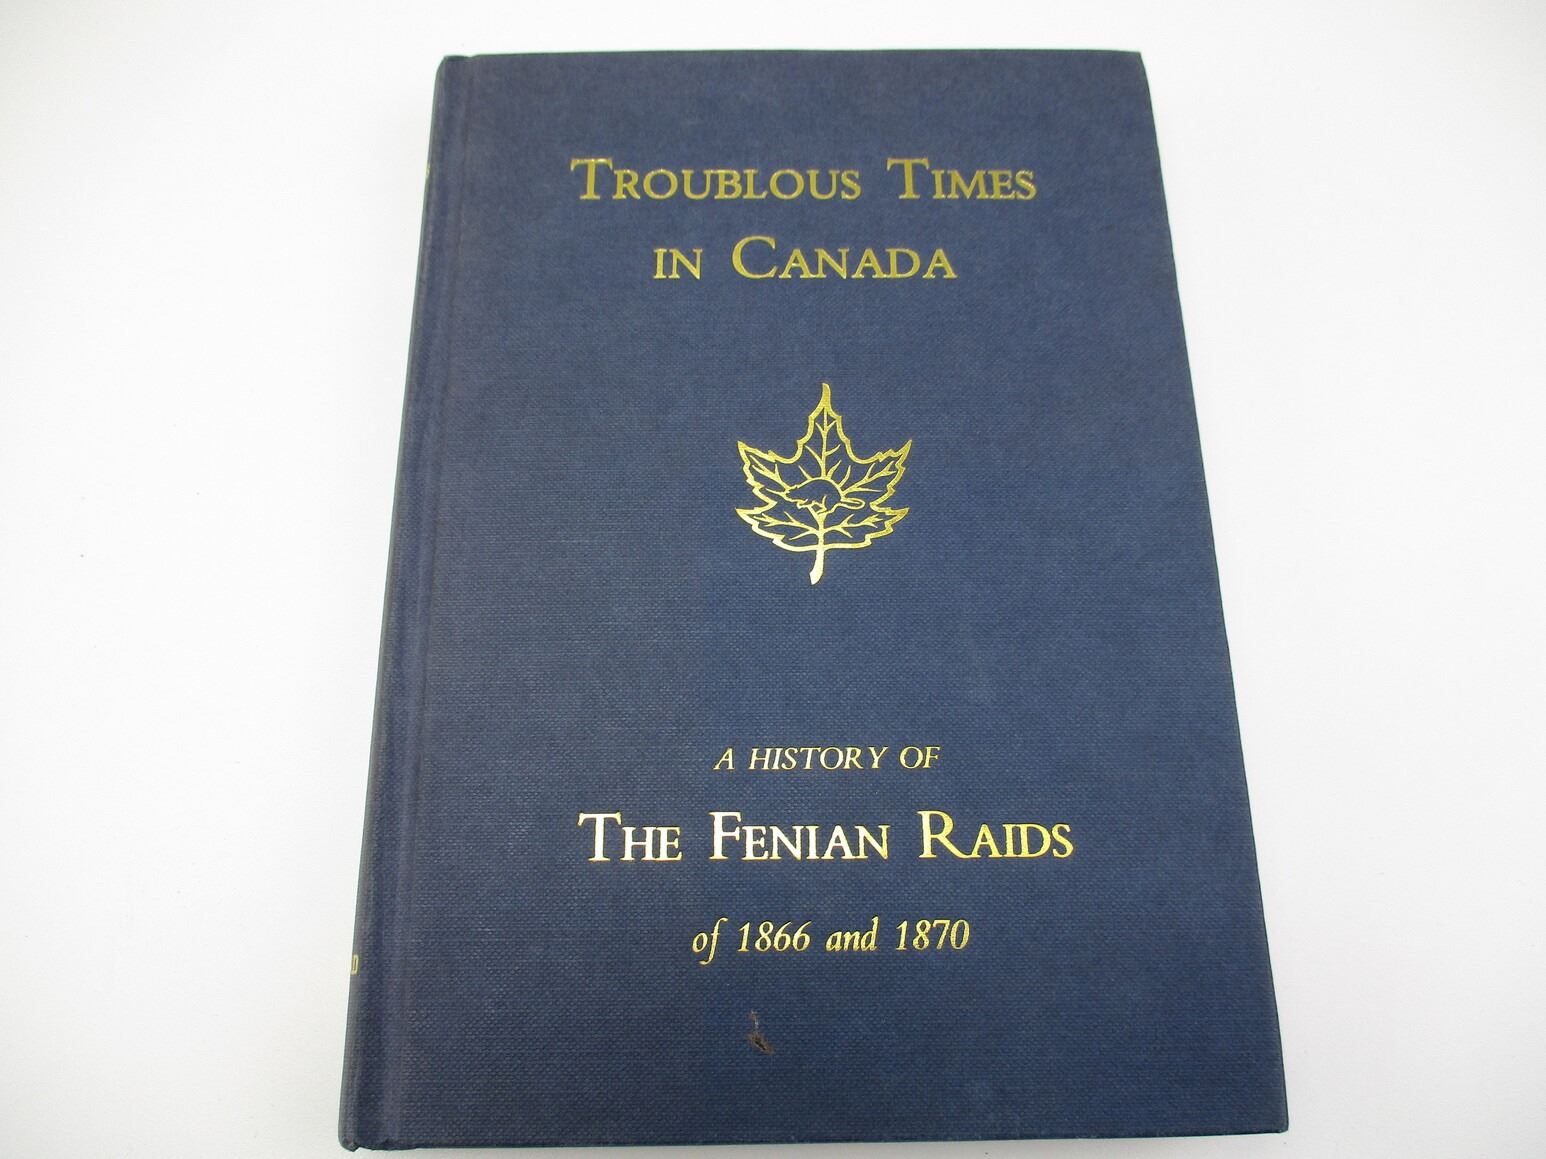 TROUBLOUS TIMES
IN CANADA
A HISTORY OF
THE FENIAN RAIDS
of 1866 and 1870